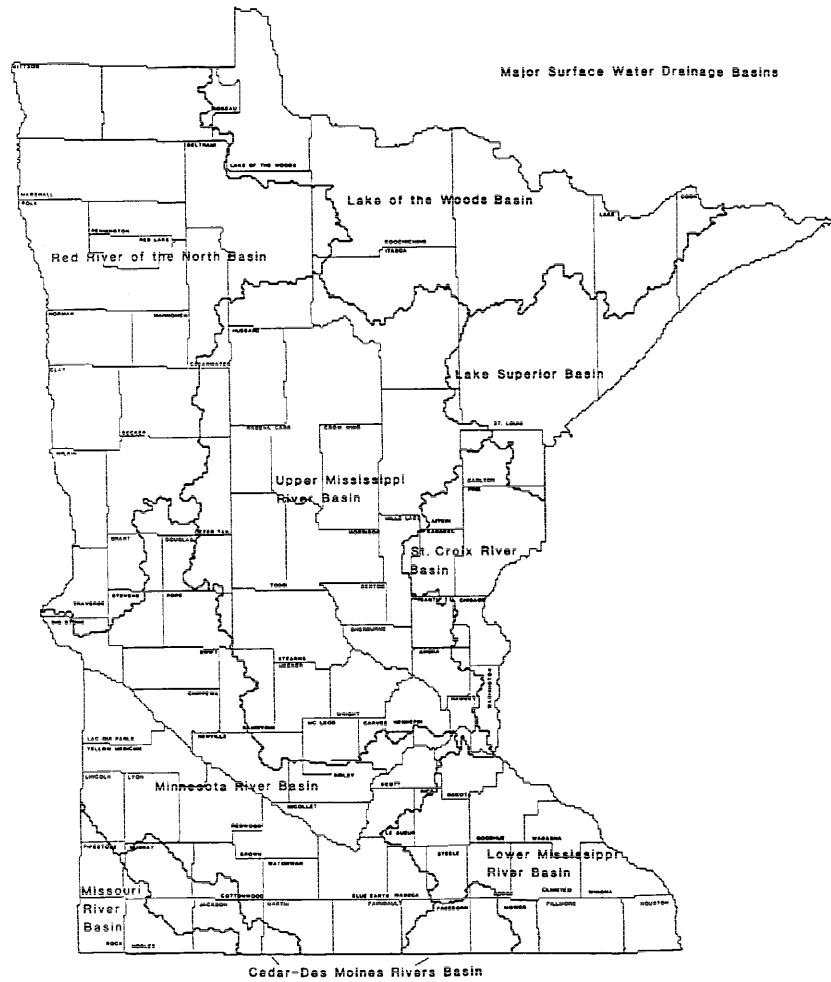 Major Surface Water Drainage Basins
KITTSON
ROSEAU
BELTRAMI
LAKE OF THE WOODS
MARSHALL
POLK
Lake of the Woods Basin
LAKE
COOK
PENNINGTON
RED LAKE
KOOCHICHING
ITASCA
Red River of the North Basin
NORMAN
MAHNOMEN
HUBBARD
CLAY
CLEARWATER
Lake Superior Basin
BECKER
CROW WING
ST. LOUIS
WILKIN
Upper Mississippi
River Basin
CARLTON
PINE
MILLE LACS
AITKIN
KANABEC
OTTER TAIL
MORRISON
GRANT
DOUGLAS
St. Croix River
Basin
TODD
BENTON
STEVENS
POPE
TRAVERSE
CHISAGO
BIG STONE
SHERBURNE
SWIFT
STEARNS
MEEKER
ANOKA
WASHINGTON
CHIPPEWA
WRIGHT
MC LEOD
CARVER
HENNEPIN
RAMSEY
KANDIYOHI
RENVILLE
LAC QUI PARLE
YELLOW MEDICINE
SIBLEY
LINCOLN
LYON
Minnesota River Basin
SCOTT
DAKOTA
NICOLLET
REDWOOD
LE SUEUR
GOODHUE
WABASHA
PIPESTONE
MURRAY
BROWN
WATONWAN
STEELE
Lower Mississippi
River Basin
Missouri
River
Basin
COTTONWOOD
BLUE EARTH
WASECA
DODGE
OLMSTED
WINONA
JACKSON
MARTIN
FARIBAULT
FREEBORN
MOWER
FILLMORE
HOUSTON
ROCK
NOBLES
Cedar-Des Moines Rivers Basin